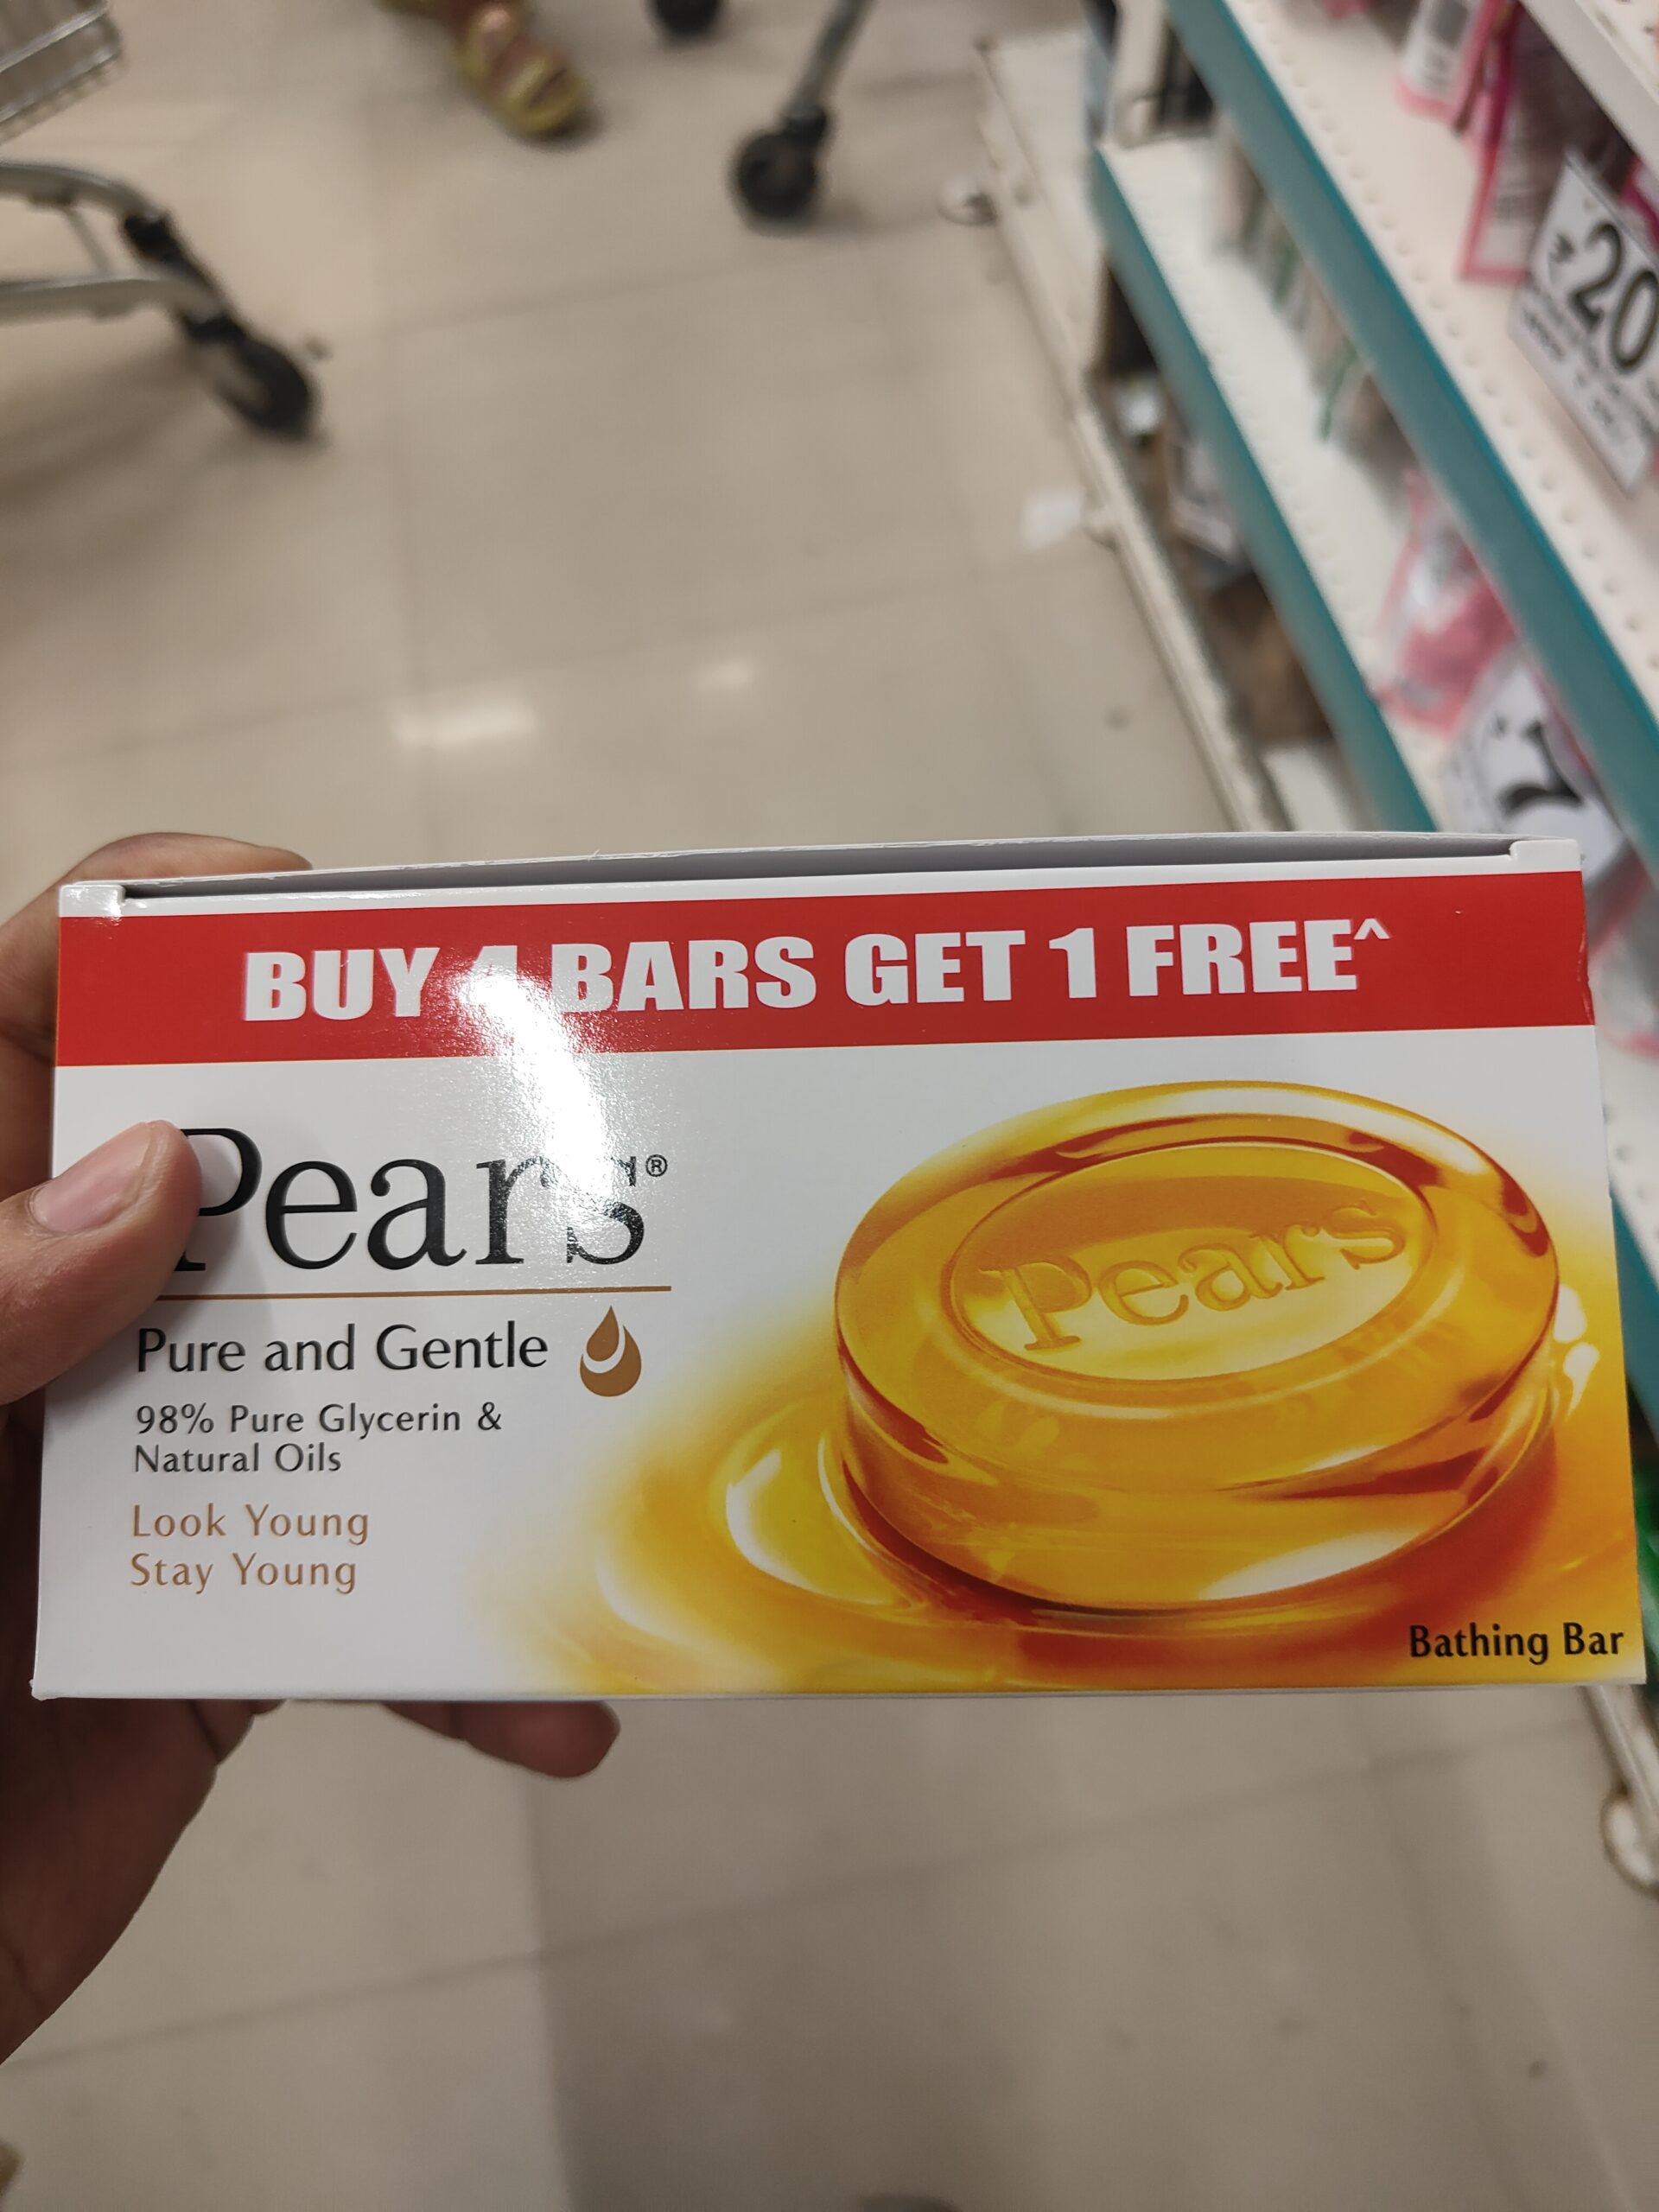 ₹20
BUY 4 BARS GET 1 FREE^
Pears®
Pure and Gentle
98% Pure Glycerin &
Natural Oils
Look Young
Stay Young
Pears
Bathing Bar